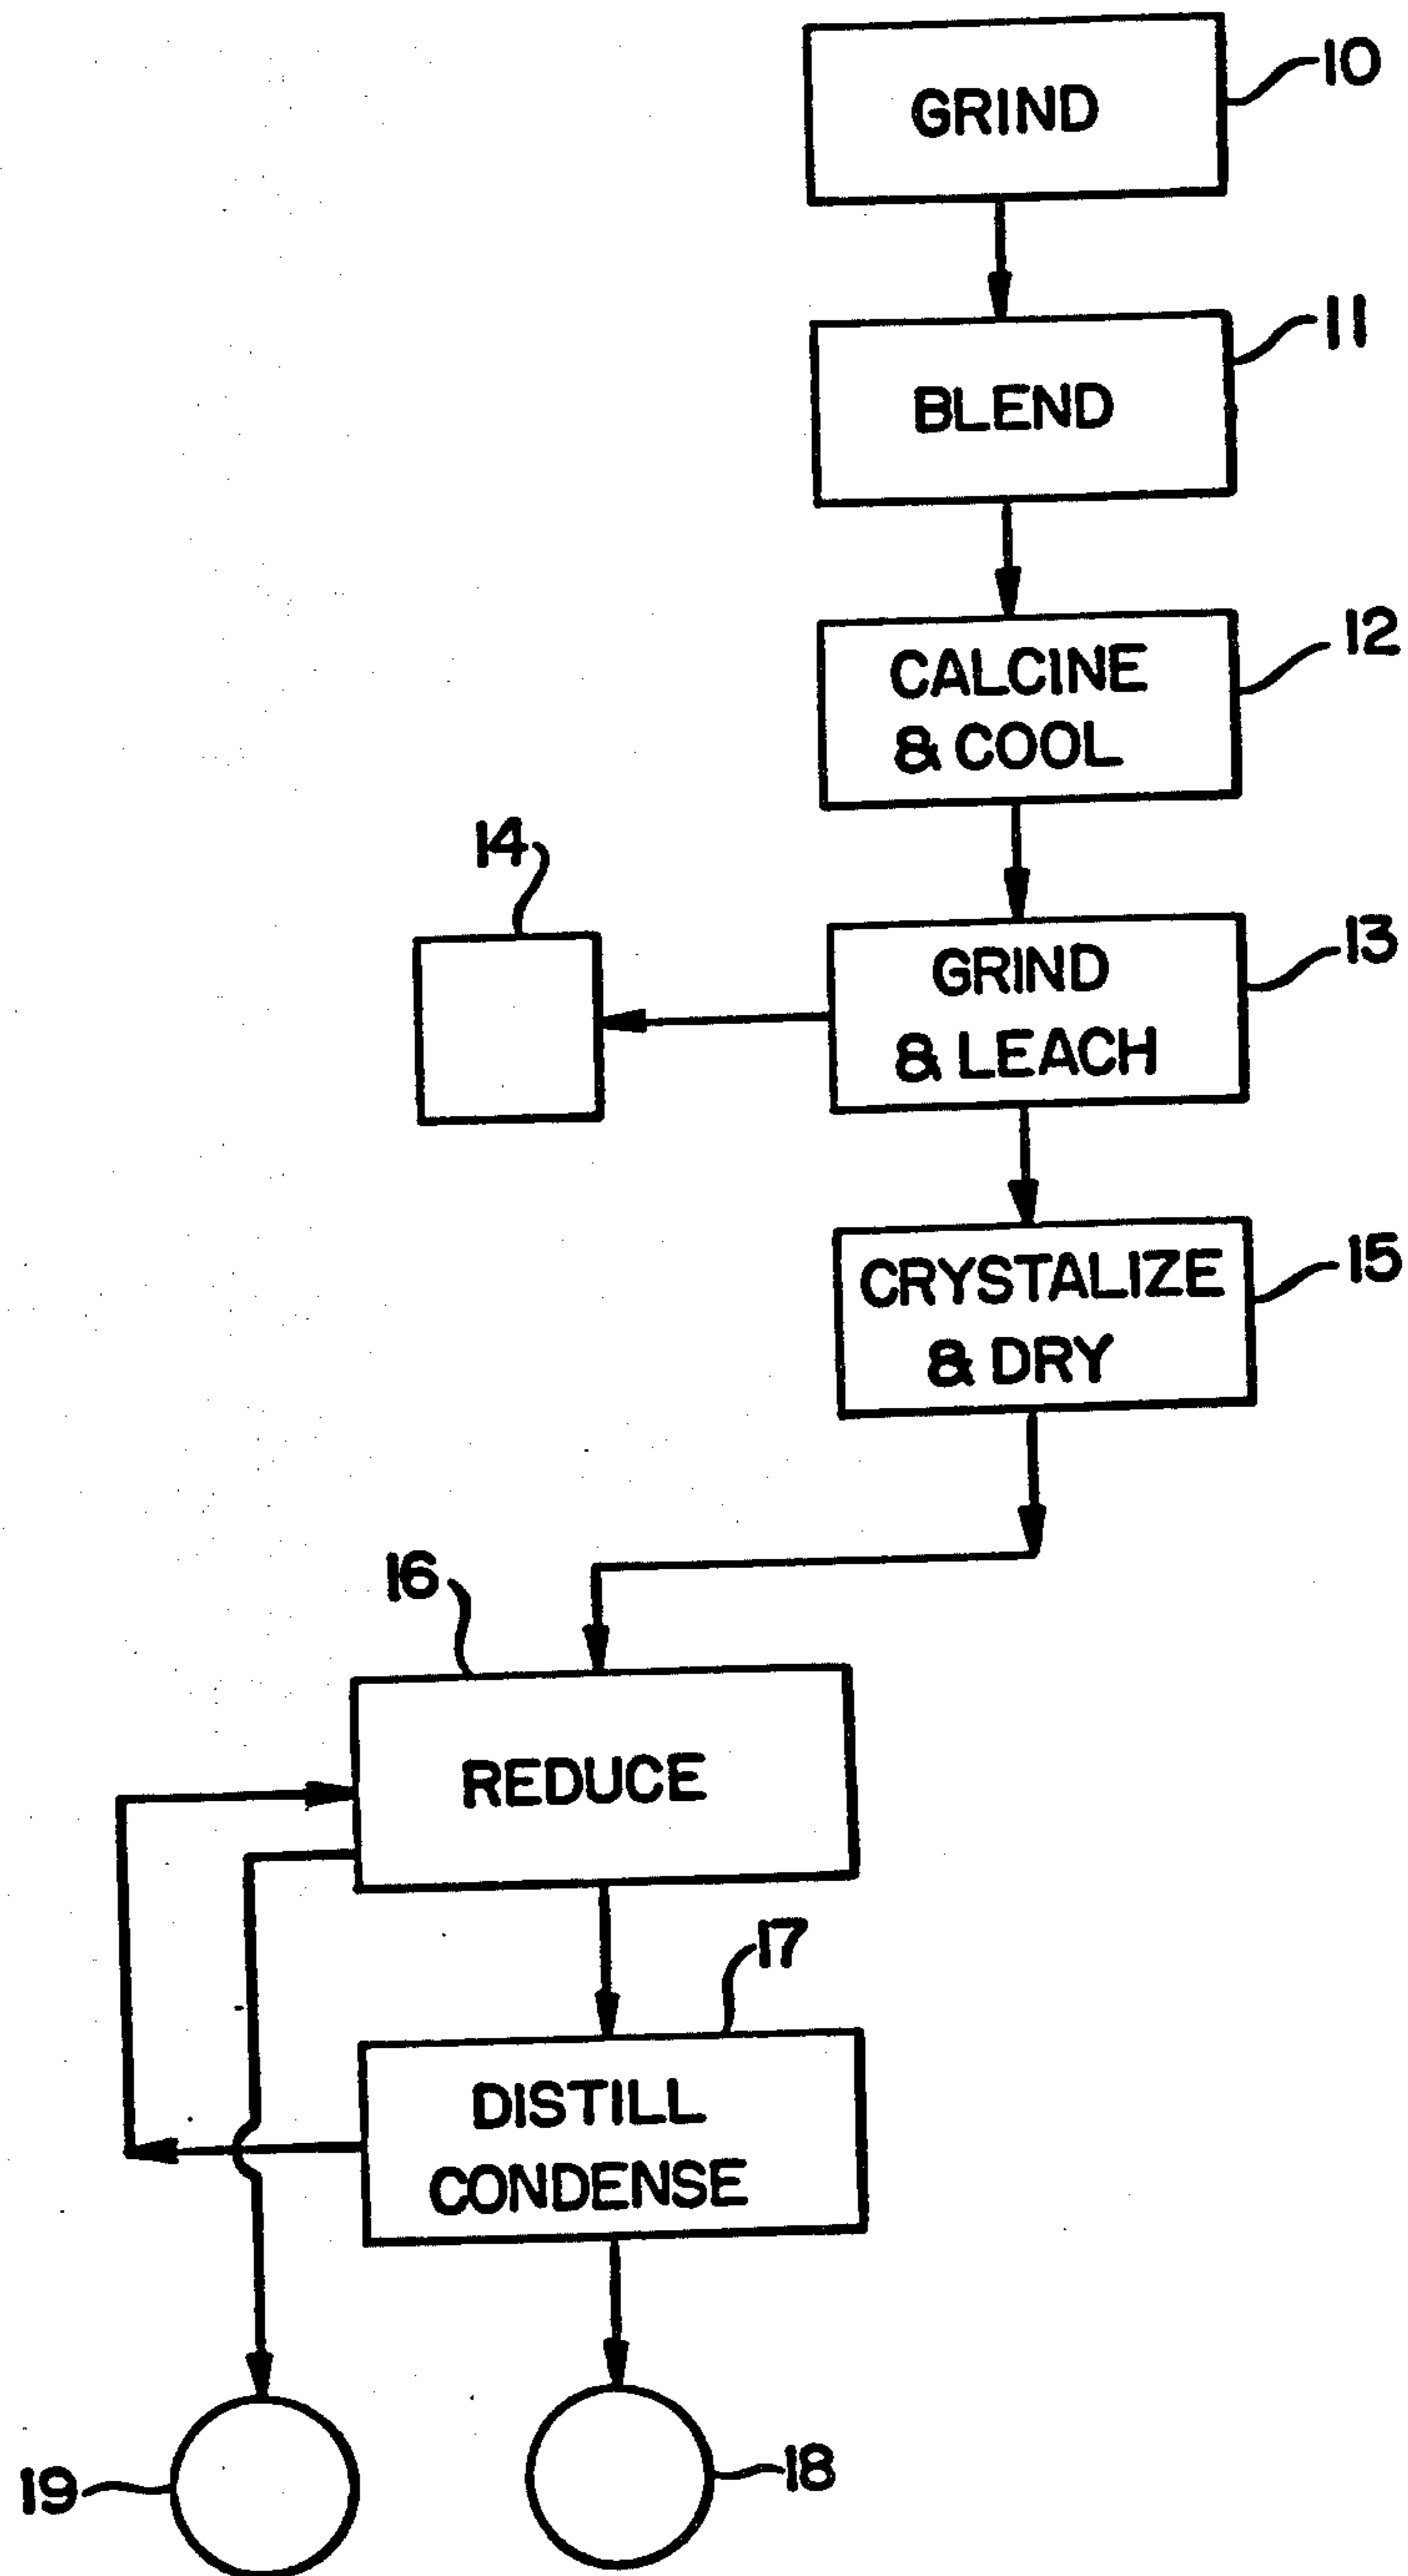 GRIND
10
BLEND
11
CALCINE
& COOL
12
14
GRIND
& LEACH
13
CRYSTALIZE
& DRY
15
16
REDUCE
17
DISTILL
CONDENSE
19
18